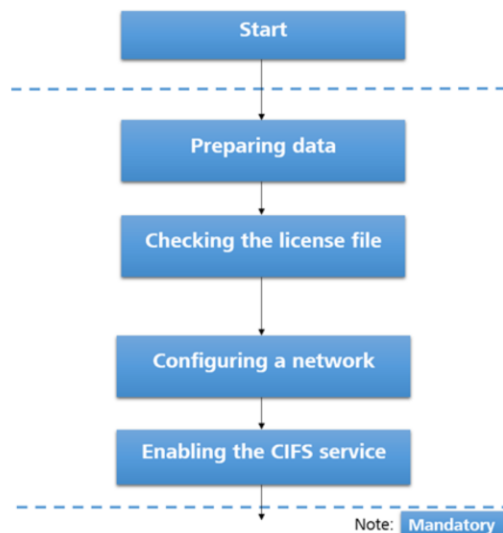 Start
Preparing data
Checking the license file
Configuring a network
Enabling the CIFS service
Note: Mandatory